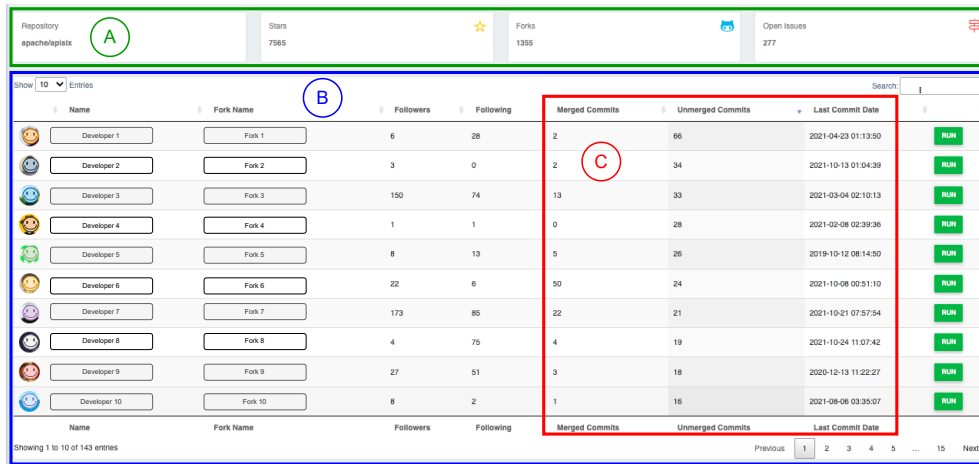 Repository Stars Forks Open Issues
apache/apisix 7565 1355 277
A
Show 10 Entries Search:
B
Name Fork Name Followers Following Merged Commits Unmerged Commits Last Commit Date
Developer 1 Fork 1 6 28 2 66 2021-04-23 01:13:50 RUN
Developer 2 Fork 2 3 0 2 34 2021-10-13 01:04:39 RUN
C
Developer 3 Fork 3 150 74 13 33 2021-03-04 02:10:13 RUN
Developer 4 Fork 4 1 1 0 28 2021-02-08 02:39:36 RUN
Developer 5 Fork 5 8 13 5 26 2019-10-12 08:14:50 RUN
Developer 6 Fork 6 22 6 50 24 2021-10-08 00:51:10 RUN
Developer 7 Fork 7 173 85 22 21 2021-10-21 07:57:54 RUN
Developer 8 Fork 8 4 75 4 19 2021-10-24 11:07:42 RUN
Developer 9 Fork 9 27 51 3 18 2020-12-13 11:22:27 RUN
Developer 10 Fork 10 8 2 1 16 2021-08-06 03:35:07 RUN
Name Fork Name Followers Following Merged Commits Unmerged Commits Last Commit Date
Showing 1 to 10 of 143 entries Previous 1 2 3 4 5 ... 15 Next